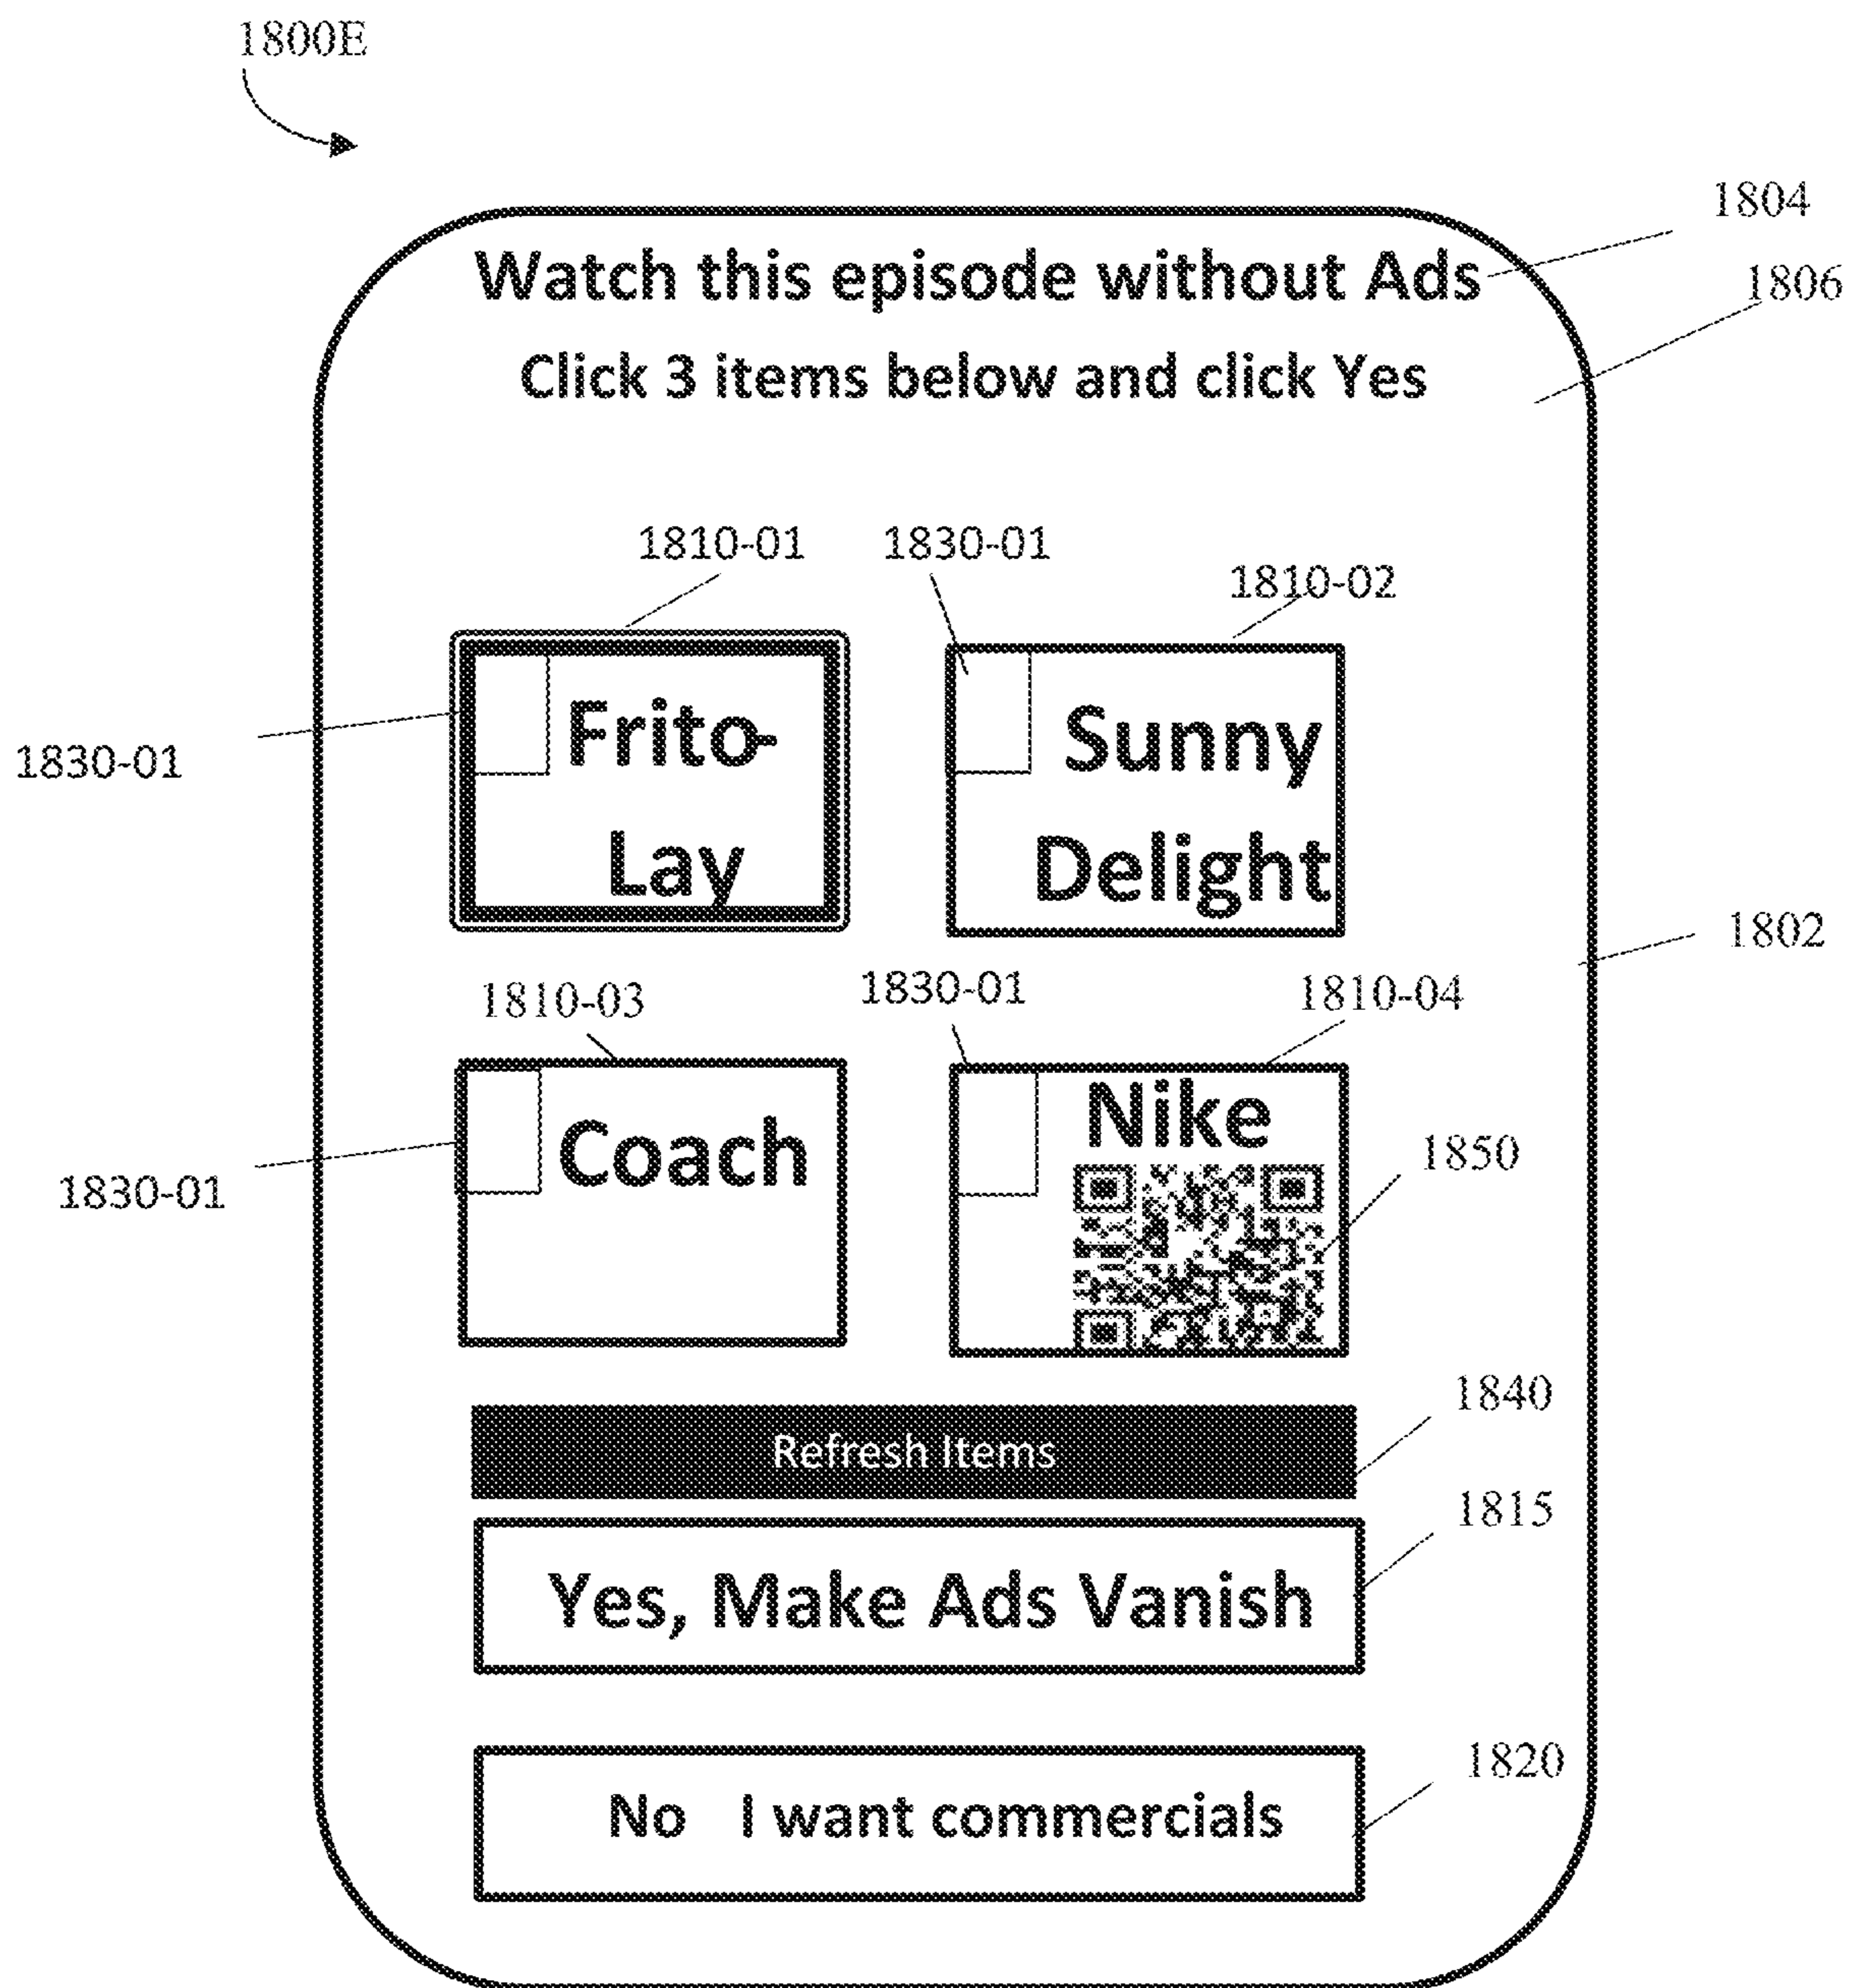 1800E
1804
Watch this episode without Ads
1806
Click 3 items below and click Yes
1810-01
1830-01
1810-02
1830-01
Frito-
Lay
Sunny
Delight
1802
1810-03
1830-01
1810-04
1830-01
Coach
Nike
1850
1840
Refresh Items
1815
Yes, Make Ads Vanish
1820
No I want commercials